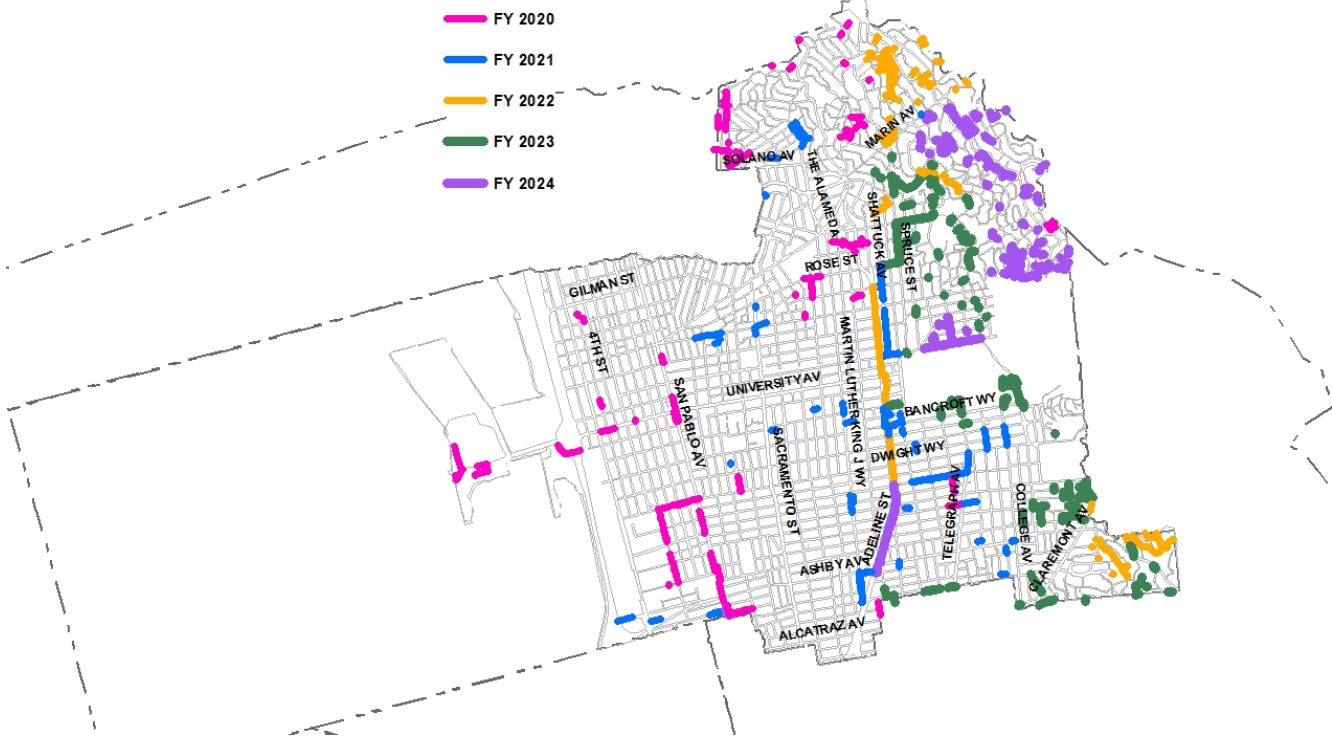 FY 2020
FY 2021
FY 2022
FY 2023
FY 2024
MARIN AV
SOLANO AV
THE ALAMEDA
SHATTUCK AV
SPRUCE ST
ROSE ST
GILMAN ST
4TH ST
MARTIN LUTHER KING J WY
UNIVERSITY AV
SAN PABLO AV
BANCROFT WY
SACRAMENTO ST
DWIGHT WY
TELEGRAPH AV
COLLEGE AV
ADELINE ST
CLAREMONT AV
ASHBY AV
ALCATRAZ AV